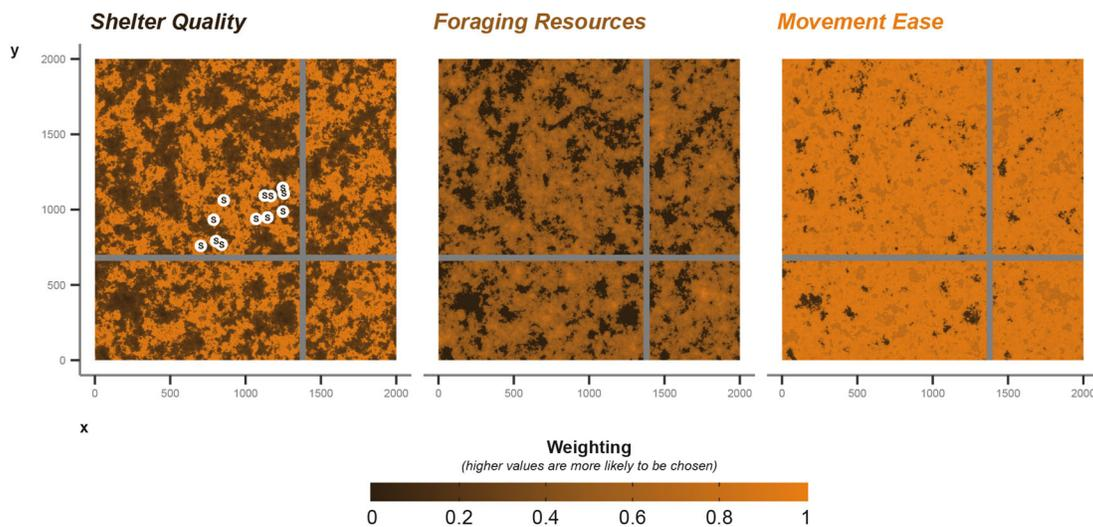 Shelter Quality Foraging Resources Movement Ease
y
2000
1500
1000
500
0
S S S S S
S
S S S S
S S S
0 500 1000 1500 2000 0 500 1000 1500 2000 0 500 1000 1500 2000
x
Weighting
(higher values are more likely to be chosen)
0 0.2 0.4 0.6 0.8 1